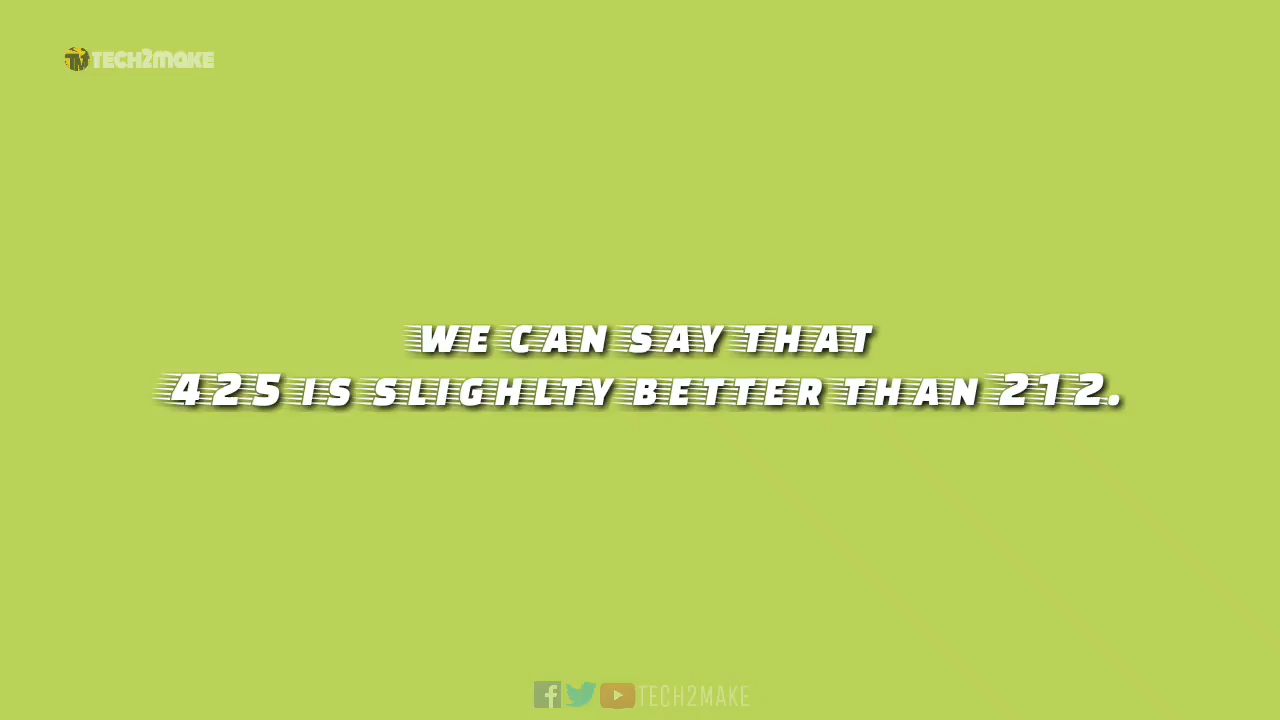 TECH2MAKE
WE CAN SAY THAT
425 IS SLIGHLTY BETTER THAN 212.
TECH2MAKE